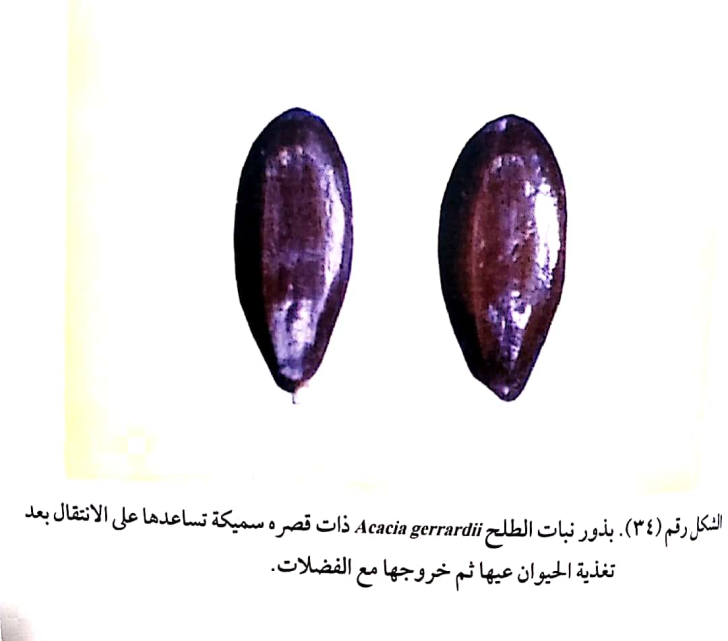 الشكل رقم (٣٤). بذور نبات الطلح Acacia gerrardii ذات قصره سميكة تساعدها على الانتقال بعد
تغذية الحيوان عيها ثم خروجها مع الفضلات.